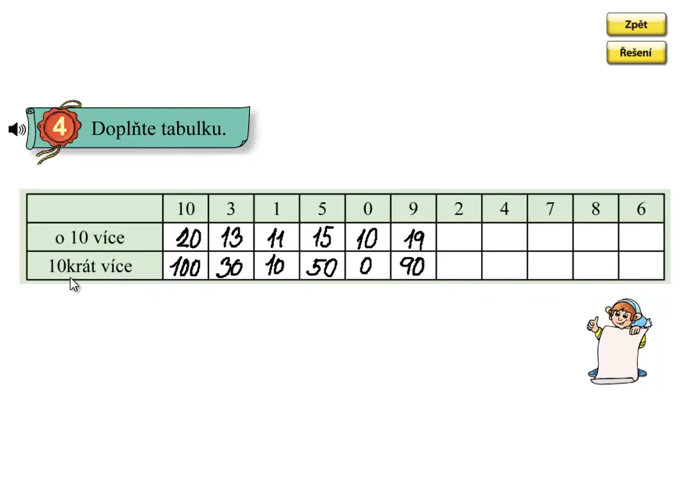 Zpět
Řešení
4 Doplňte tabulku.
10 3 1 5 0 9 2 4 7 8 6
o 10 více 20 13 11 15 10 19
10krát více 100 30 10 50 0 90